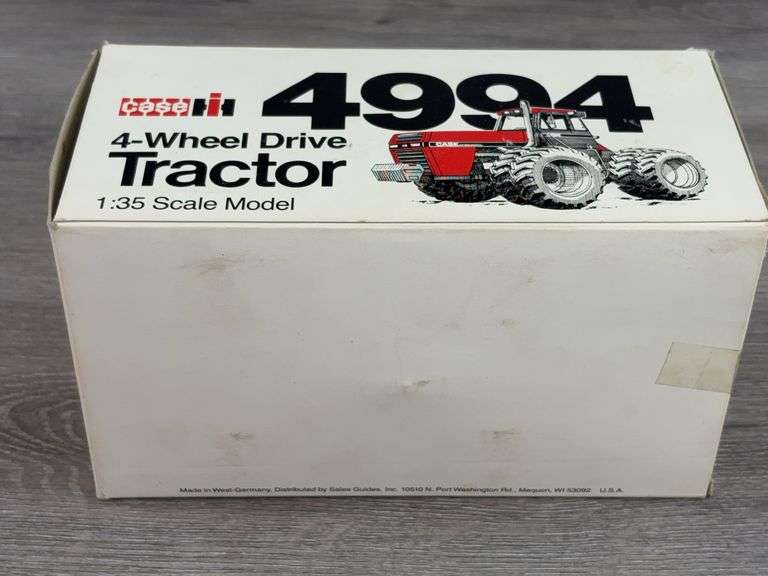 case IH 4994
4-Wheel Drive
Tractor
CASE
1:35 Scale Model
Made in West-Germany, Distributed by Sales Guides, Inc. 10510 N. Port Washington Rd., Mequon, WI 53092 U.S.A.